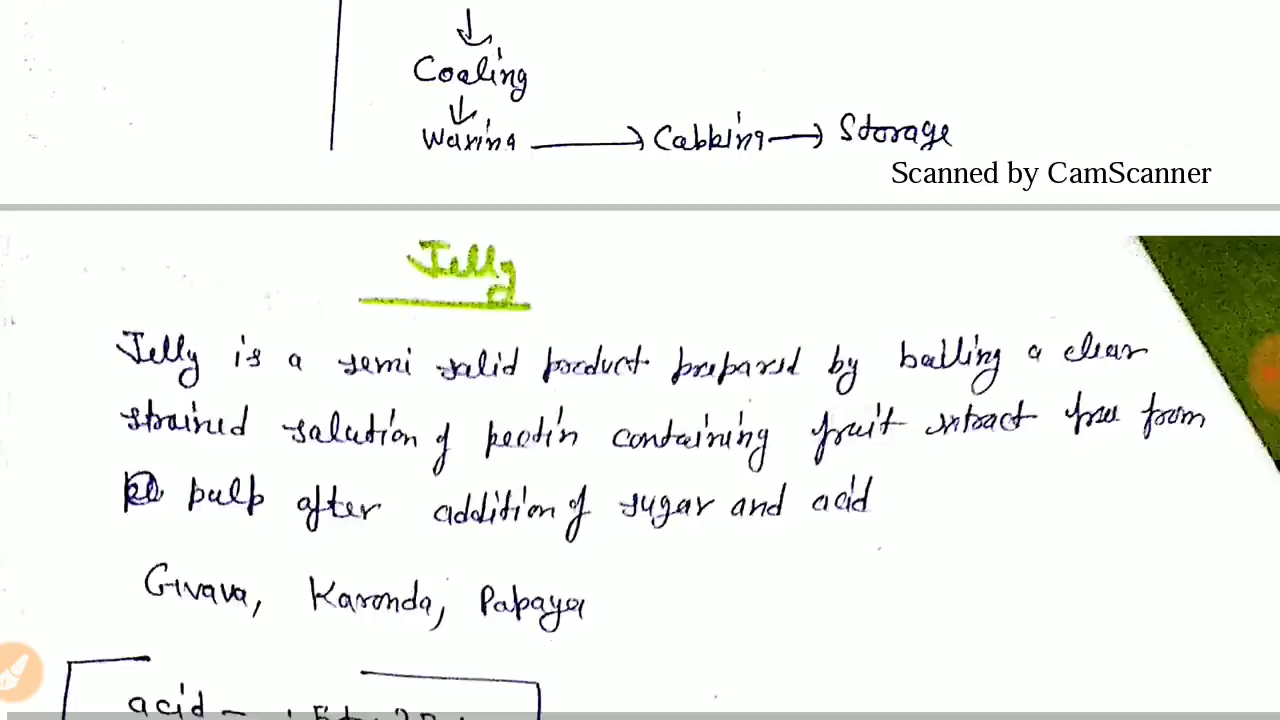 Cooling
Waxing → Cabbing → Storage
Scanned by CamScanner
Jelly
Jelly is a semi solid product prepared by boiling a clear
strained solution of pectin containing fruit extract free from
pulp after addition of sugar and acid
Guava, Karonda, Papaya
acid -